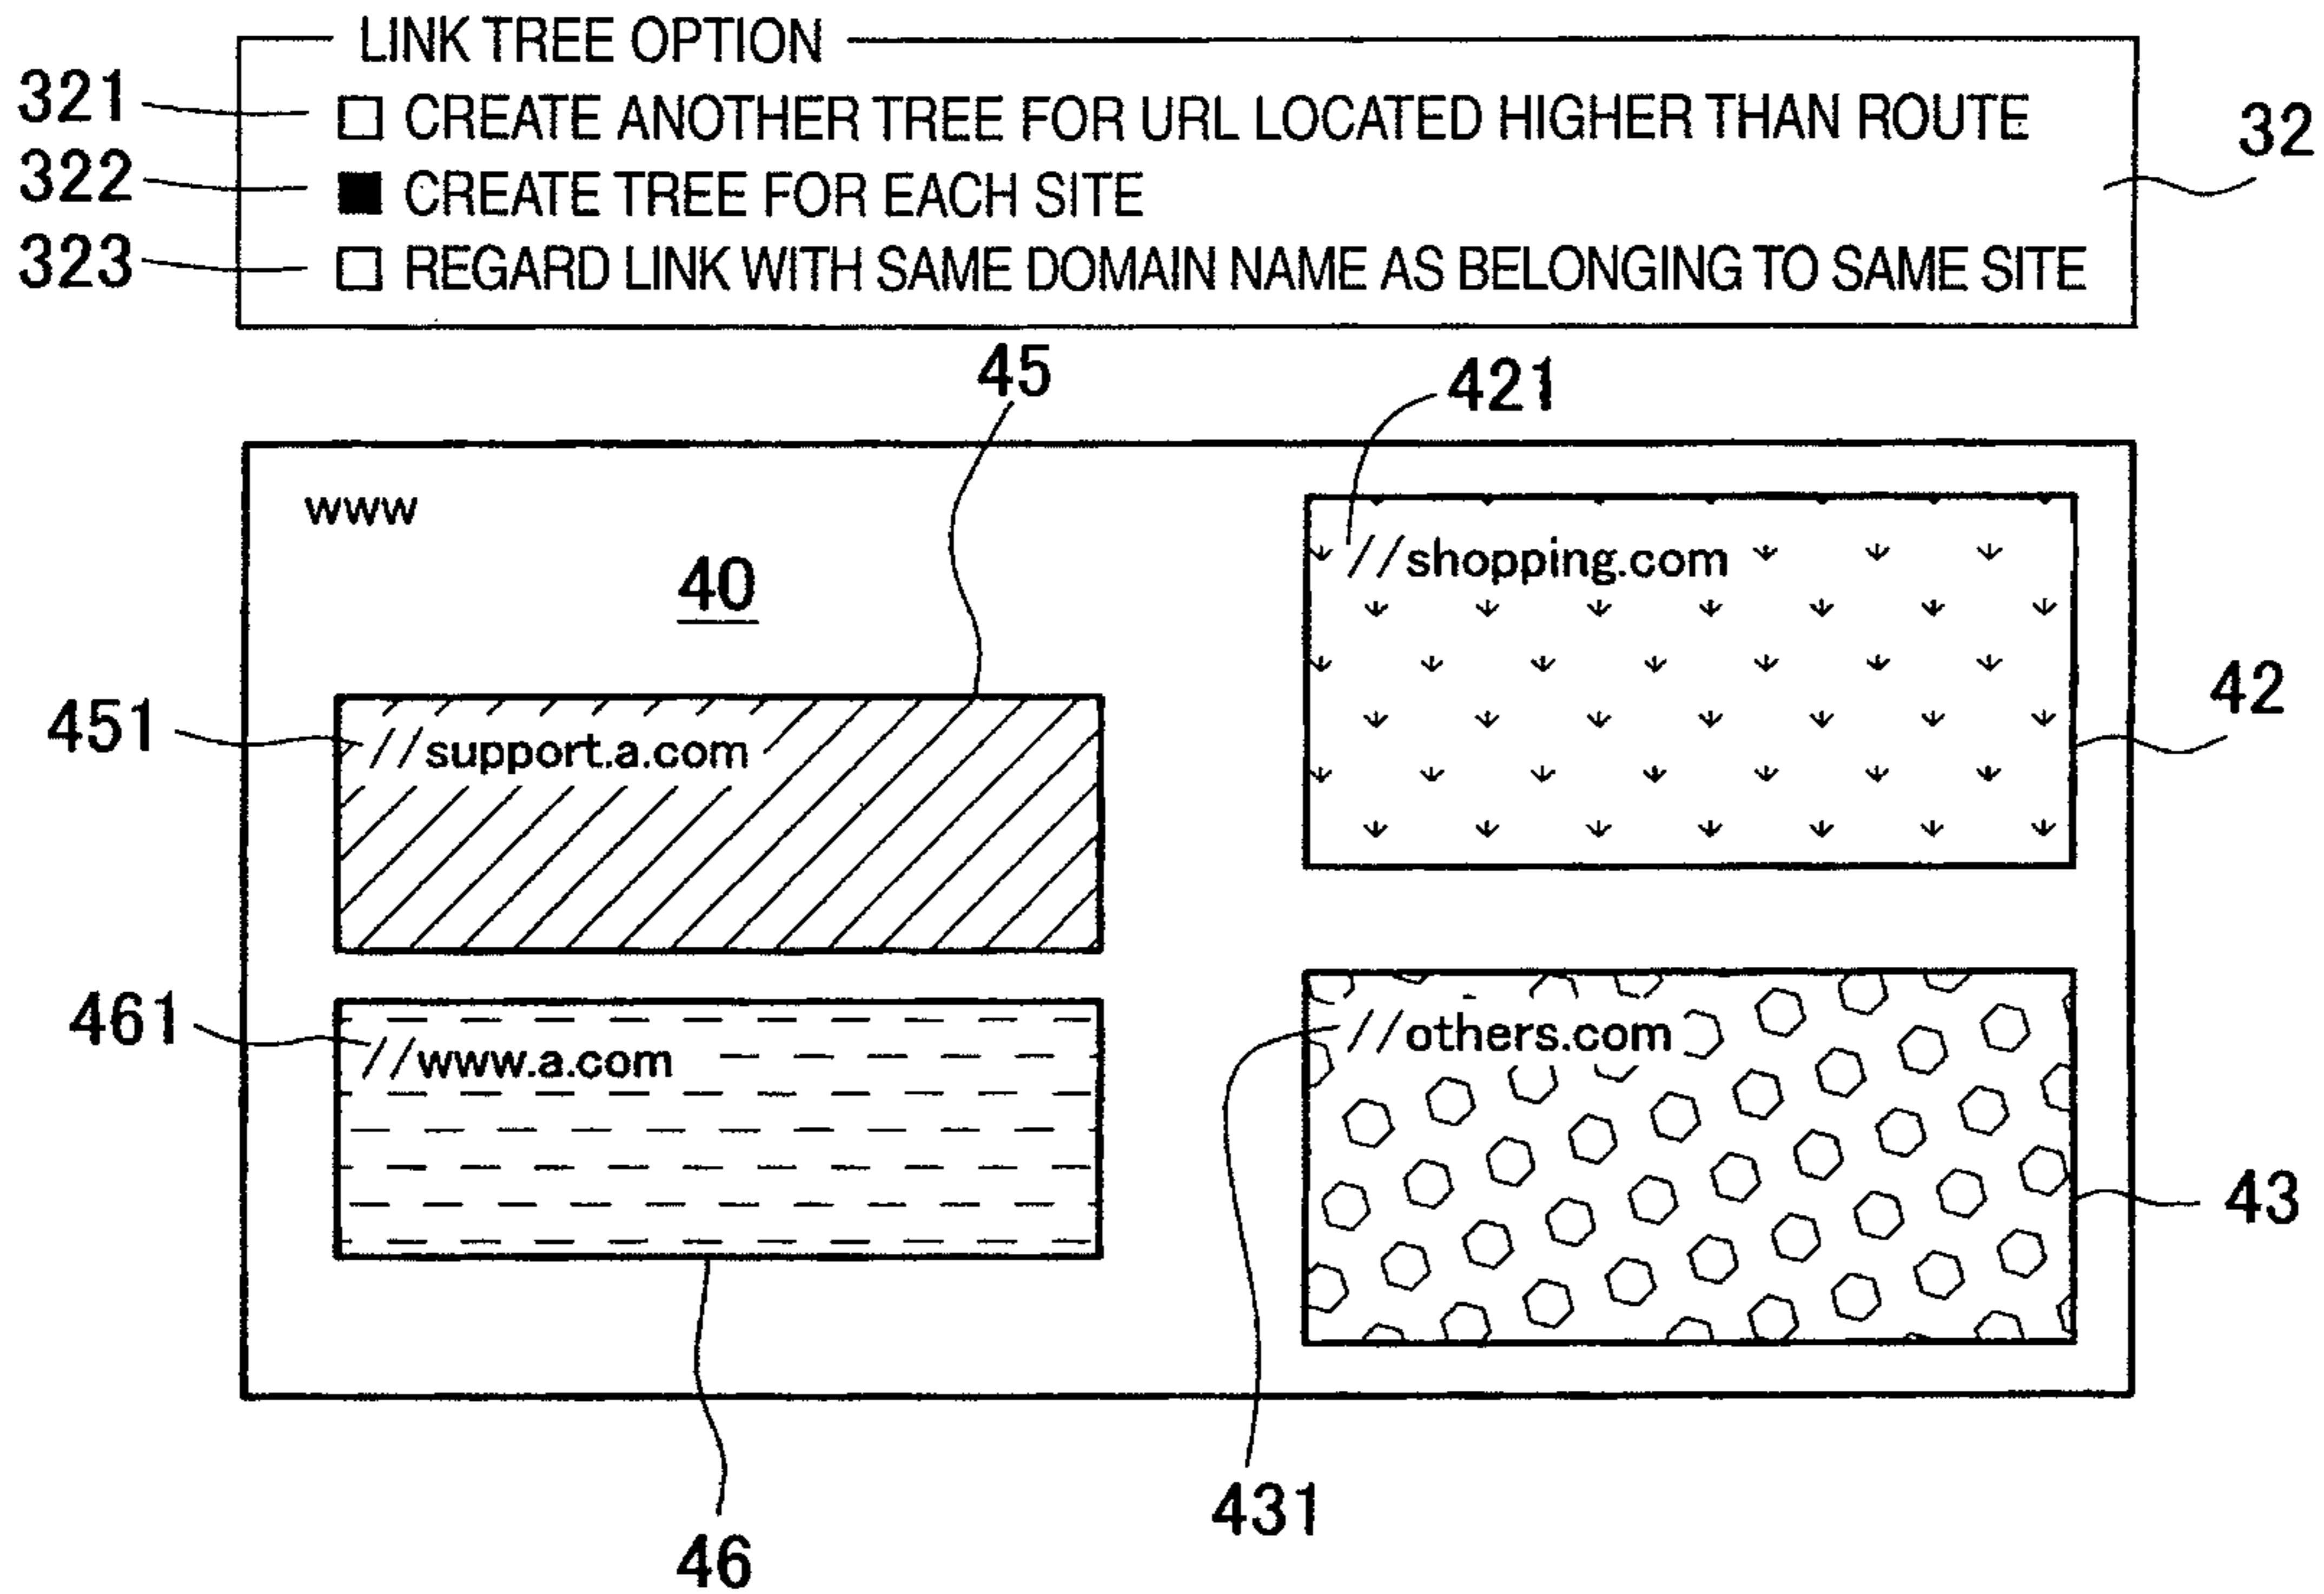 LINK TREE OPTION
321 CREATE ANOTHER TREE FOR URL LOCATED HIGHER THAN ROUTE
32
322 CREATE TREE FOR EACH SITE
323 REGARD LINK WITH SAME DOMAIN NAME AS BELONGING TO SAME SITE
45
421
www
40
//shopping.com
42
451 //support.a.com
461 //www.a.com
//others.com
43
431
46